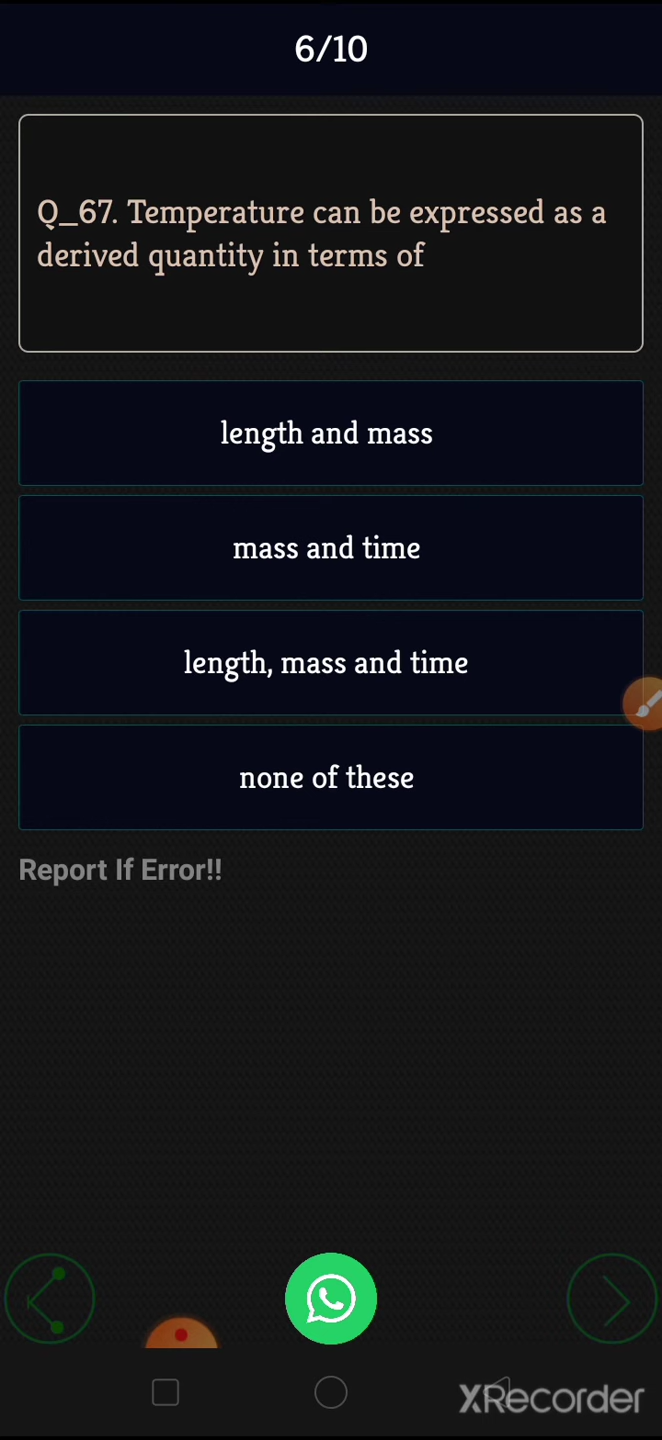 6/10
Q_67. Temperature can be expressed as a
derived quantity in terms of
length and mass
mass and time
length, mass and time
none of these
Report If Error!!
XRecorder